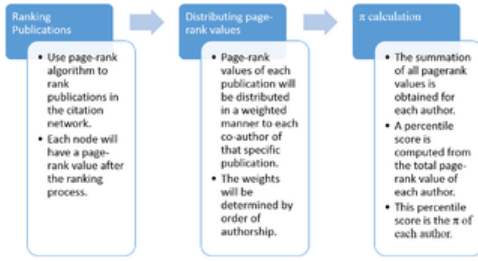 Ranking
Publications
• Use page-rank
algorithm to
rank
publications in
the citation
network.
• Each node will
have a page-
rank value after
the ranking
process.
Distributing page-
rank values
• Page-rank
values of each
publication will
be distributed
in a weighted
manner to each
co-author of
that specific
publication.
• The weights
will be
determined by
order of
authorship.
π calculation
• The summation
of all pagerank
values is
obtained for
each author.
• A percentile
score is
computed from
the total page-
rank value of
each author.
• This percentile
score is the π of
each author.